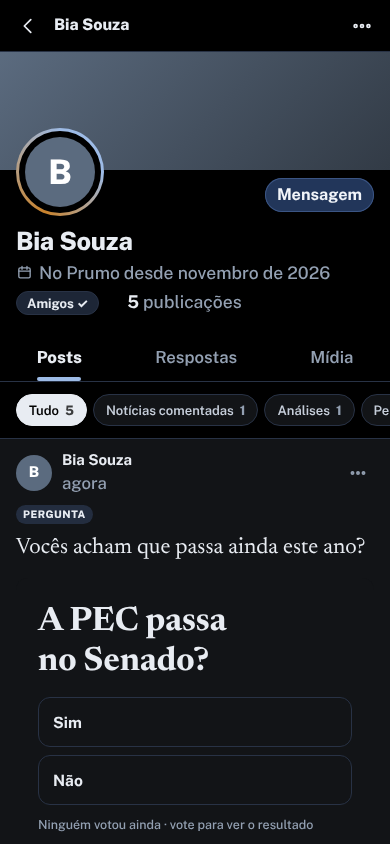 Bia Souza
B
Mensagem
Bia Souza
No Prumo desde novembro de 2026
Amigos ✓ 5 publicações
Posts Respostas Mídia
Tudo 5 Notícias comentadas 1 Análises 1 Pe
B
Bia Souza
agora
PERGUNTA
Vocês acham que passa ainda este ano?
A PEC passa
no Senado?
Sim
Não
Ninguém votou ainda · vote para ver o resultado